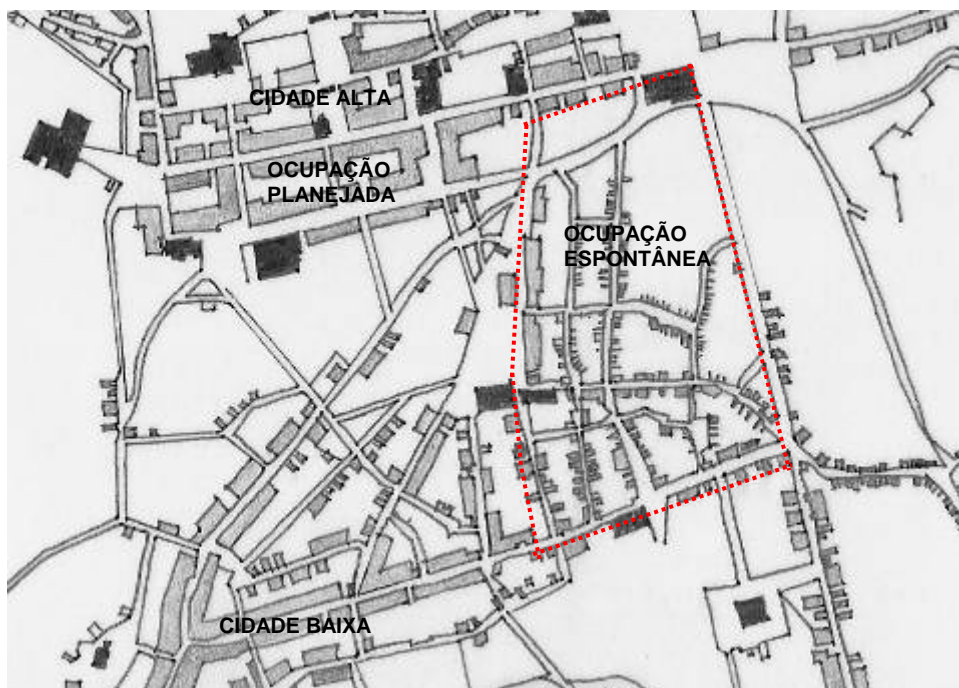 CIDADE ALTA
OCUPAÇÃO
PLANEJADA
OCUPAÇÃO
ESPONTÂNEA
CIDADE BAIXA